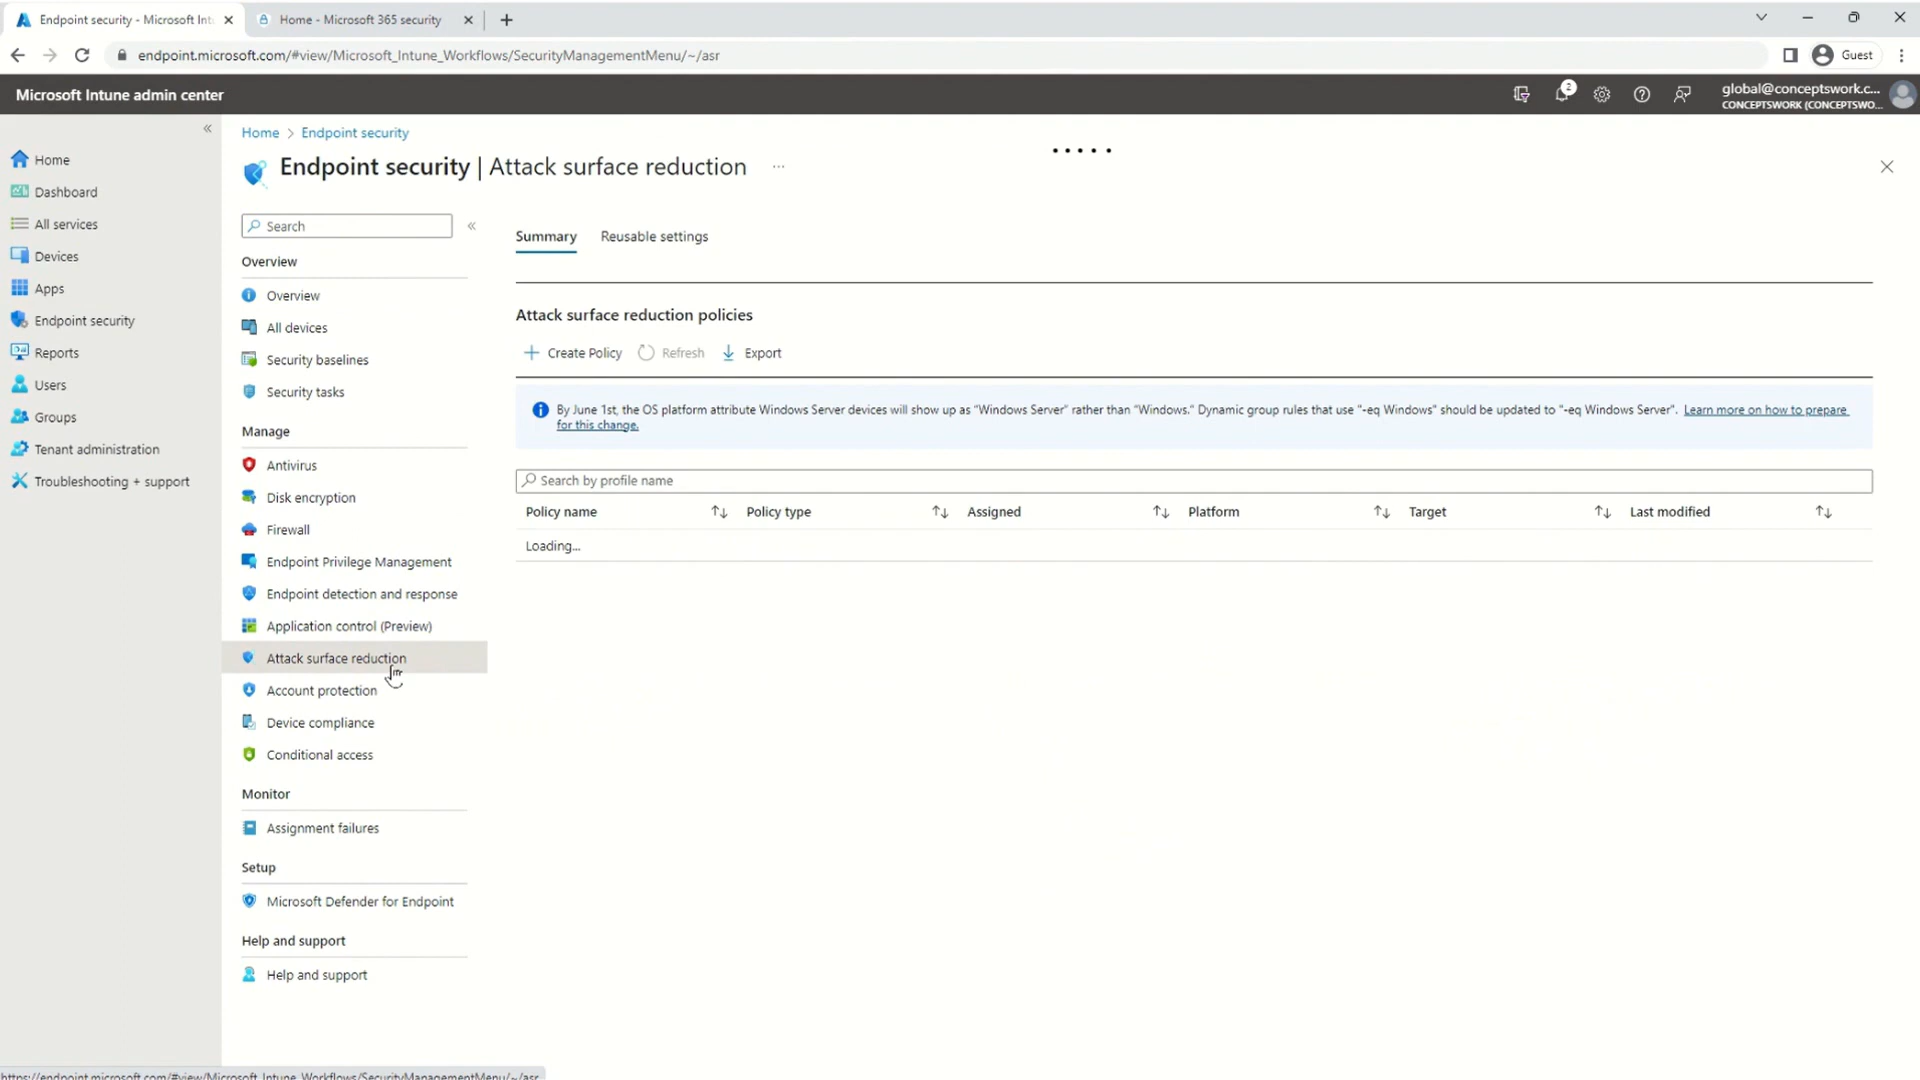 Endpoint security - Microsoft Int
Home - Microsoft 365 security
endpoint.microsoft.com/#view/Microsoft_Intune_Workflows/SecurityManagementMenu/~/asr
Guest
Microsoft Intune admin center
2
global@conceptswork.c...
CONCEPTSWORK (CONCEPTSWO...
Home
Dashboard
All services
Devices
Apps
Endpoint security
Reports
Users
Groups
Tenant administration
Troubleshooting + support
Home > Endpoint security
Endpoint security | Attack surface reduction
...
Search
Overview
Overview
All devices
Security baselines
Security tasks
Manage
Antivirus
Disk encryption
Firewall
Endpoint Privilege Management
Endpoint detection and response
Application control (Preview)
Attack surface reduction
Account protection
Device compliance
Conditional access
Monitor
Assignment failures
Setup
Microsoft Defender for Endpoint
Help and support
Help and support
Summary Reusable settings
Attack surface reduction policies
Create Policy Refresh Export
By June 1st, the OS platform attribute Windows Server devices will show up as "Windows Server" rather than "Windows." Dynamic group rules that use "-eq Windows" should be updated to "-eq Windows Server". Learn more on how to prepare
for this change.
Search by profile name
Policy name Policy type Assigned Platform Target Last modified
Loading...
https://endpoint.microsoft.com/#view/Microsoft_Intune_Workflows/SecurityManagementMenu/~/asr